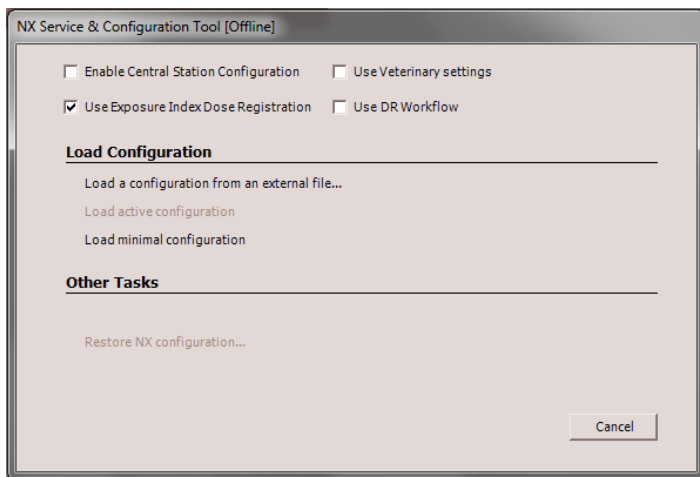 NX Service & Configuration Tool [Offline]
Enable Central Station Configuration Use Veterinary settings
Use Exposure Index Dose Registration Use DR Workflow
Load Configuration
Load a configuration from an external file...
Load active configuration
Load minimal configuration
Other Tasks
Restore NX configuration...
Cancel